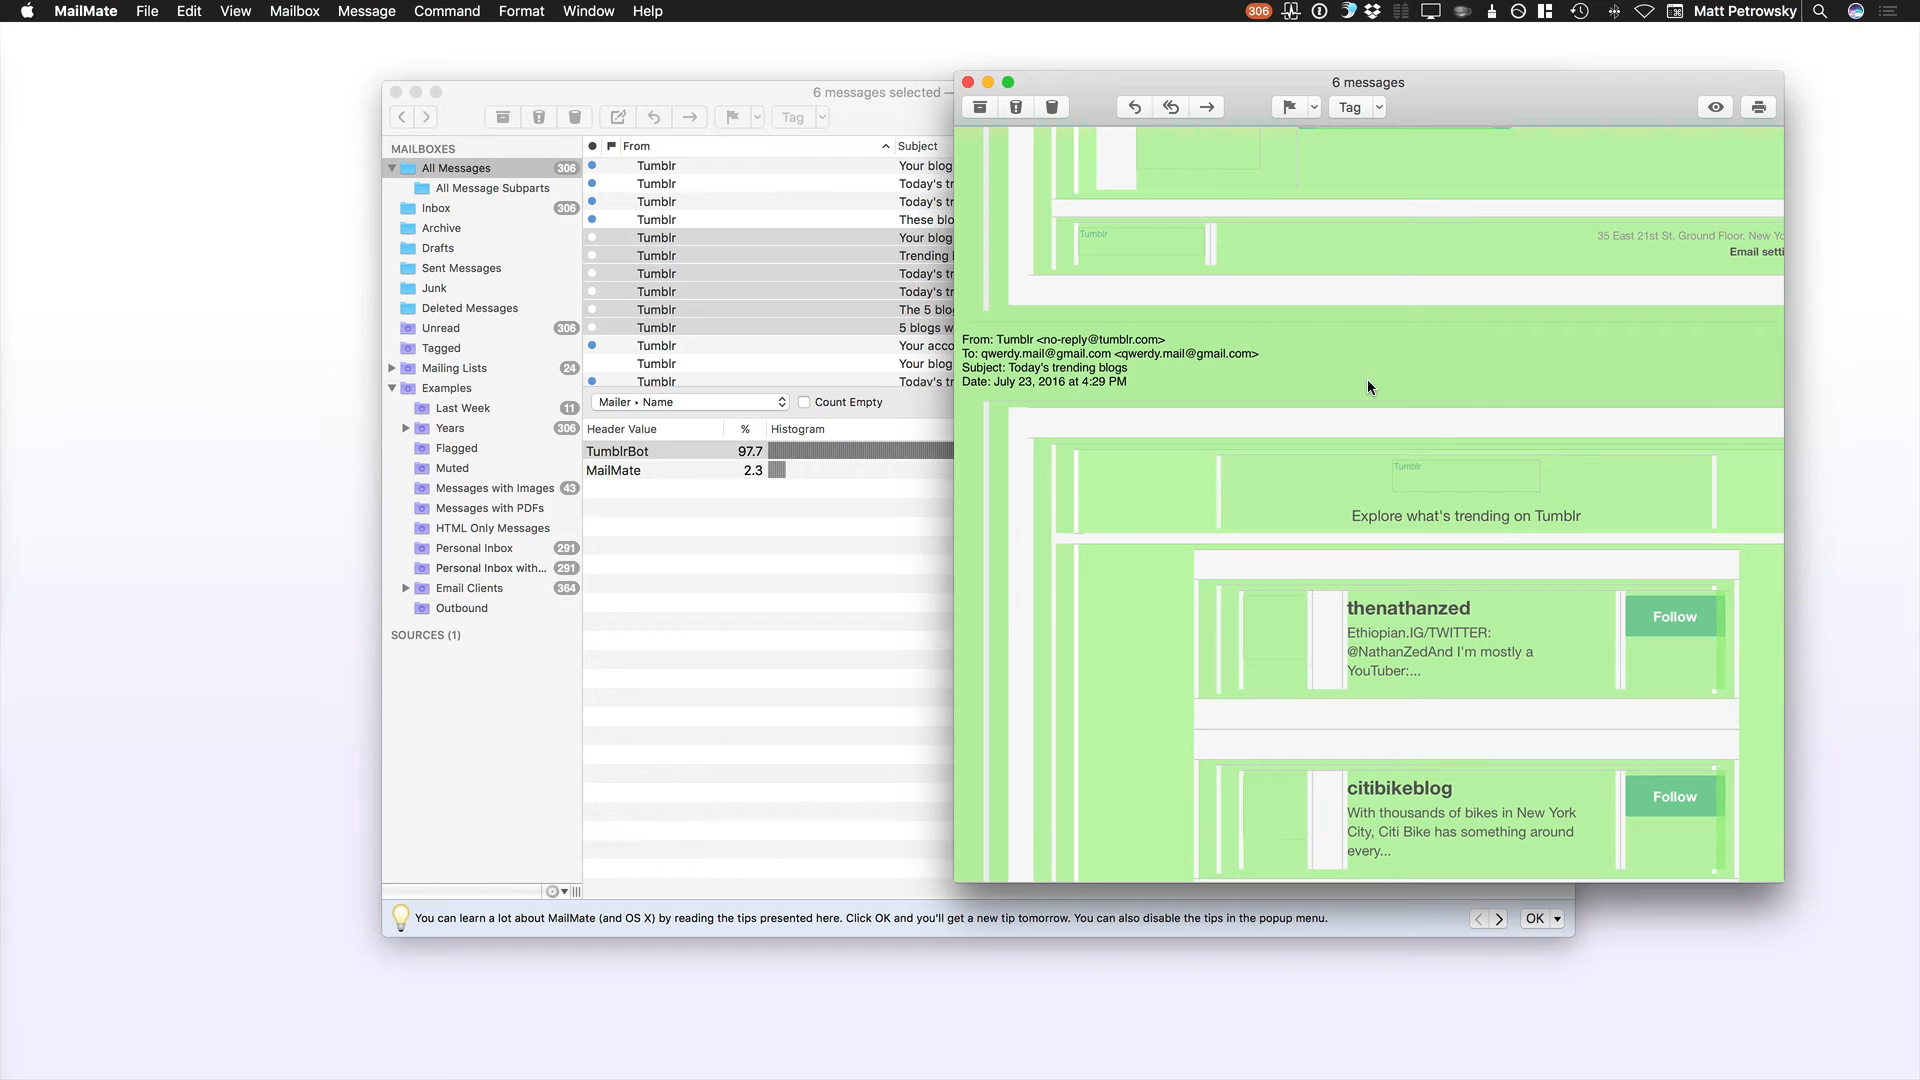 MailMate File Edit View Mailbox Message Command Format Window Help 306 Matt Petrowsky
6 messages selected —
Tag
MAILBOXES
All Messages 306
All Message Subparts
Inbox 306
Archive
Drafts
Sent Messages
Junk
Deleted Messages
Unread 306
Tagged
Mailing Lists 24
Examples
Last Week 11
Years 306
Flagged
Muted
Messages with Images 43
Messages with PDFs
HTML Only Messages
Personal Inbox 291
Personal Inbox with... 291
Email Clients 364
Outbound
SOURCES (1)
From Subject
Tumblr Your blog
Tumblr Today's tr
Tumblr Today's tr
Tumblr These blo
Tumblr Your blog
Tumblr Trending
Tumblr Today's tr
Tumblr Today's tr
Tumblr The 5 blo
Tumblr 5 blogs w
Tumblr Your acco
Tumblr Your blog
Tumblr Today's tr
Mailer ▸ Name Count Empty
Header Value % Histogram
TumblrBot 97.7
MailMate 2.3
You can learn a lot about MailMate (and OS X) by reading the tips presented here. Click OK and you'll get a new tip tomorrow. You can also disable the tips in the popup menu.
OK
6 messages
Tag
Tumblr
35 East 21st St, Ground Floor, New Yo
Email setti
From: Tumblr <no-reply@tumblr.com>
To: qwerdy.mail@gmail.com <qwerdy.mail@gmail.com>
Subject: Today's trending blogs
Date: July 23, 2016 at 4:29 PM
Tumblr
Explore what's trending on Tumblr
thenathanzed
Ethiopian.IG/TWITTER:
@NathanZedAnd I'm mostly a
YouTuber:...
Follow
citibikeblog
With thousands of bikes in New York
City, Citi Bike has something around
every...
Follow